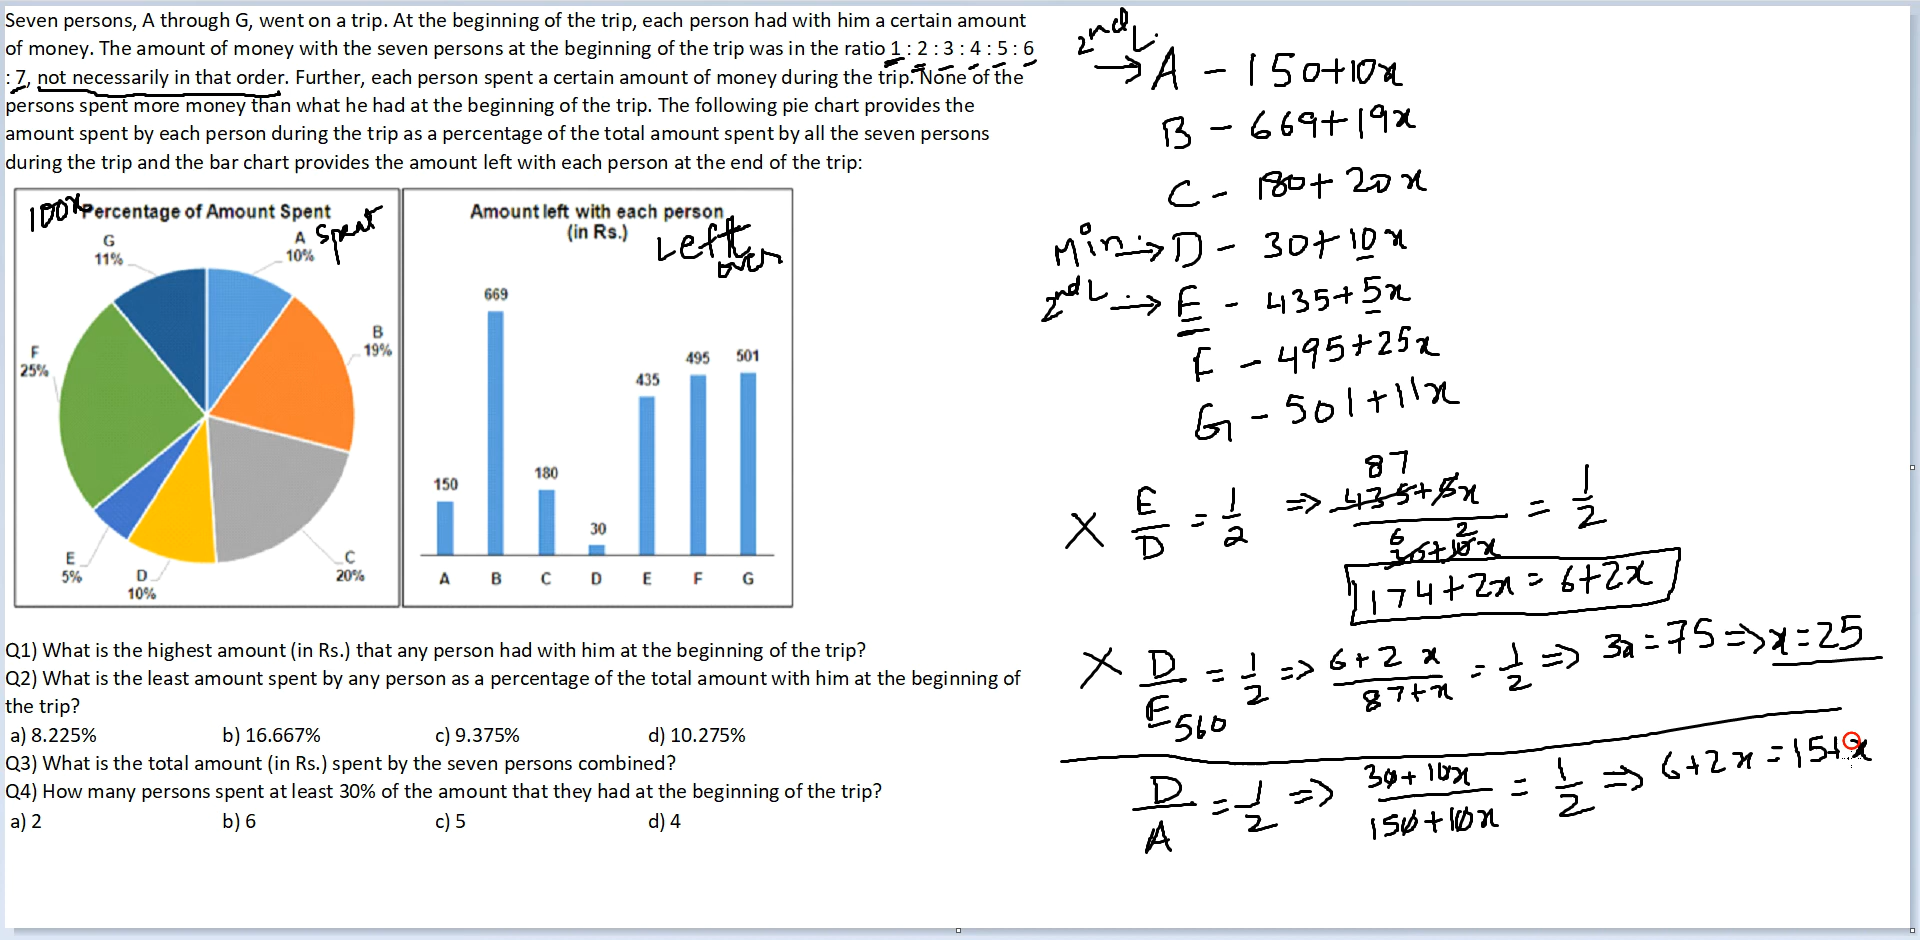 Seven persons, A through G, went on a trip. At the beginning of the trip, each person had with him a certain amount
of money. The amount of money with the seven persons at the beginning of the trip was in the ratio 1 : 2 : 3 : 4 : 5 : 6
: 7, not necessarily in that order. Further, each person spent a certain amount of money during the trip. None of the
persons spent more money than what he had at the beginning of the trip. The following pie chart provides the
amount spent by each person during the trip as a percentage of the total amount spent by all the seven persons
during the trip and the bar chart provides the amount left with each person at the end of the trip:
100x
Percentage of Amount Spent
spent
G
11%
A
10%
B
19%
F
25%
E
5%
D
10%
C
20%
Amount left with each person
(in Rs.)
Left
over
669
495
501
435
150
180
30
A B C D E F G
Q1) What is the highest amount (in Rs.) that any person had with him at the beginning of the trip?
Q2) What is the least amount spent by any person as a percentage of the total amount with him at the beginning of
the trip?
a) 8.225% b) 16.667% c) 9.375% d) 10.275%
Q3) What is the total amount (in Rs.) spent by the seven persons combined?
Q4) How many persons spent at least 30% of the amount that they had at the beginning of the trip?
a) 2 b) 6 c) 5 d) 4
2nd L.
→ A - 150+10x
B - 669+19x
C - 180+20x
Min → D - 30+10x
2nd L → E - 435+5x
F - 495+25x
G - 501+11x
87
X E/D = 1/2 => 435+5x / 30+10x = 1/2
6 2
174+2x = 6+2x
X D/E = 1/2 => 6+2x / 87+x = 1/2 => 3x = 75 => x = 25
560
D/A = 1/2 => 30+10x / 150+10x = 1/2 => 6+2x = 15+x